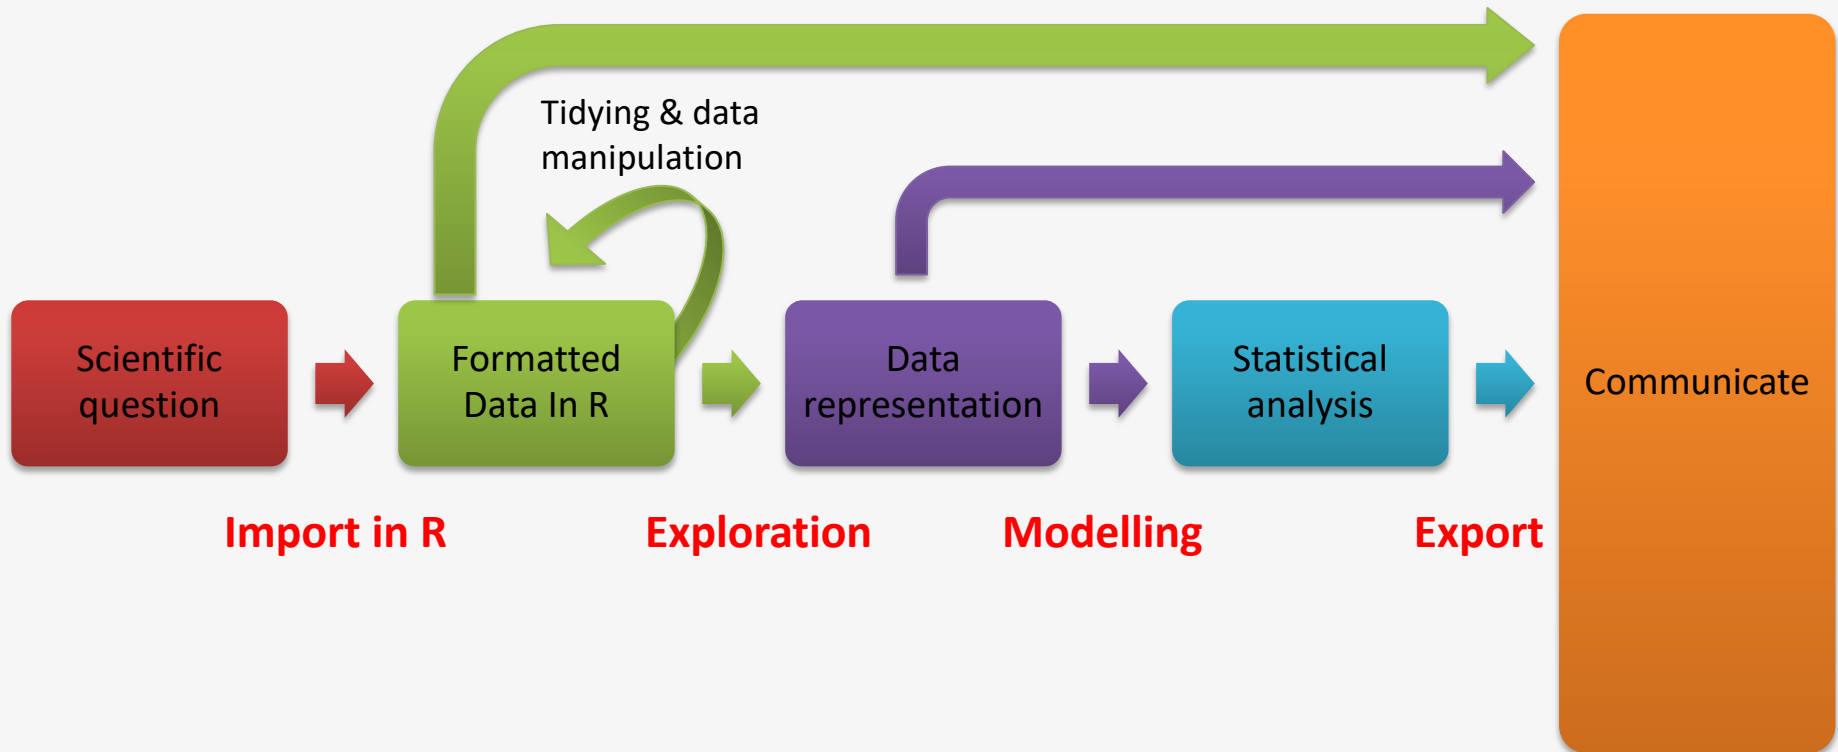 Tidying & data
manipulation
Scientific
question
Formatted
Data In R
Data
representation
Statistical
analysis
Communicate
Import in R
Exploration
Modelling
Export